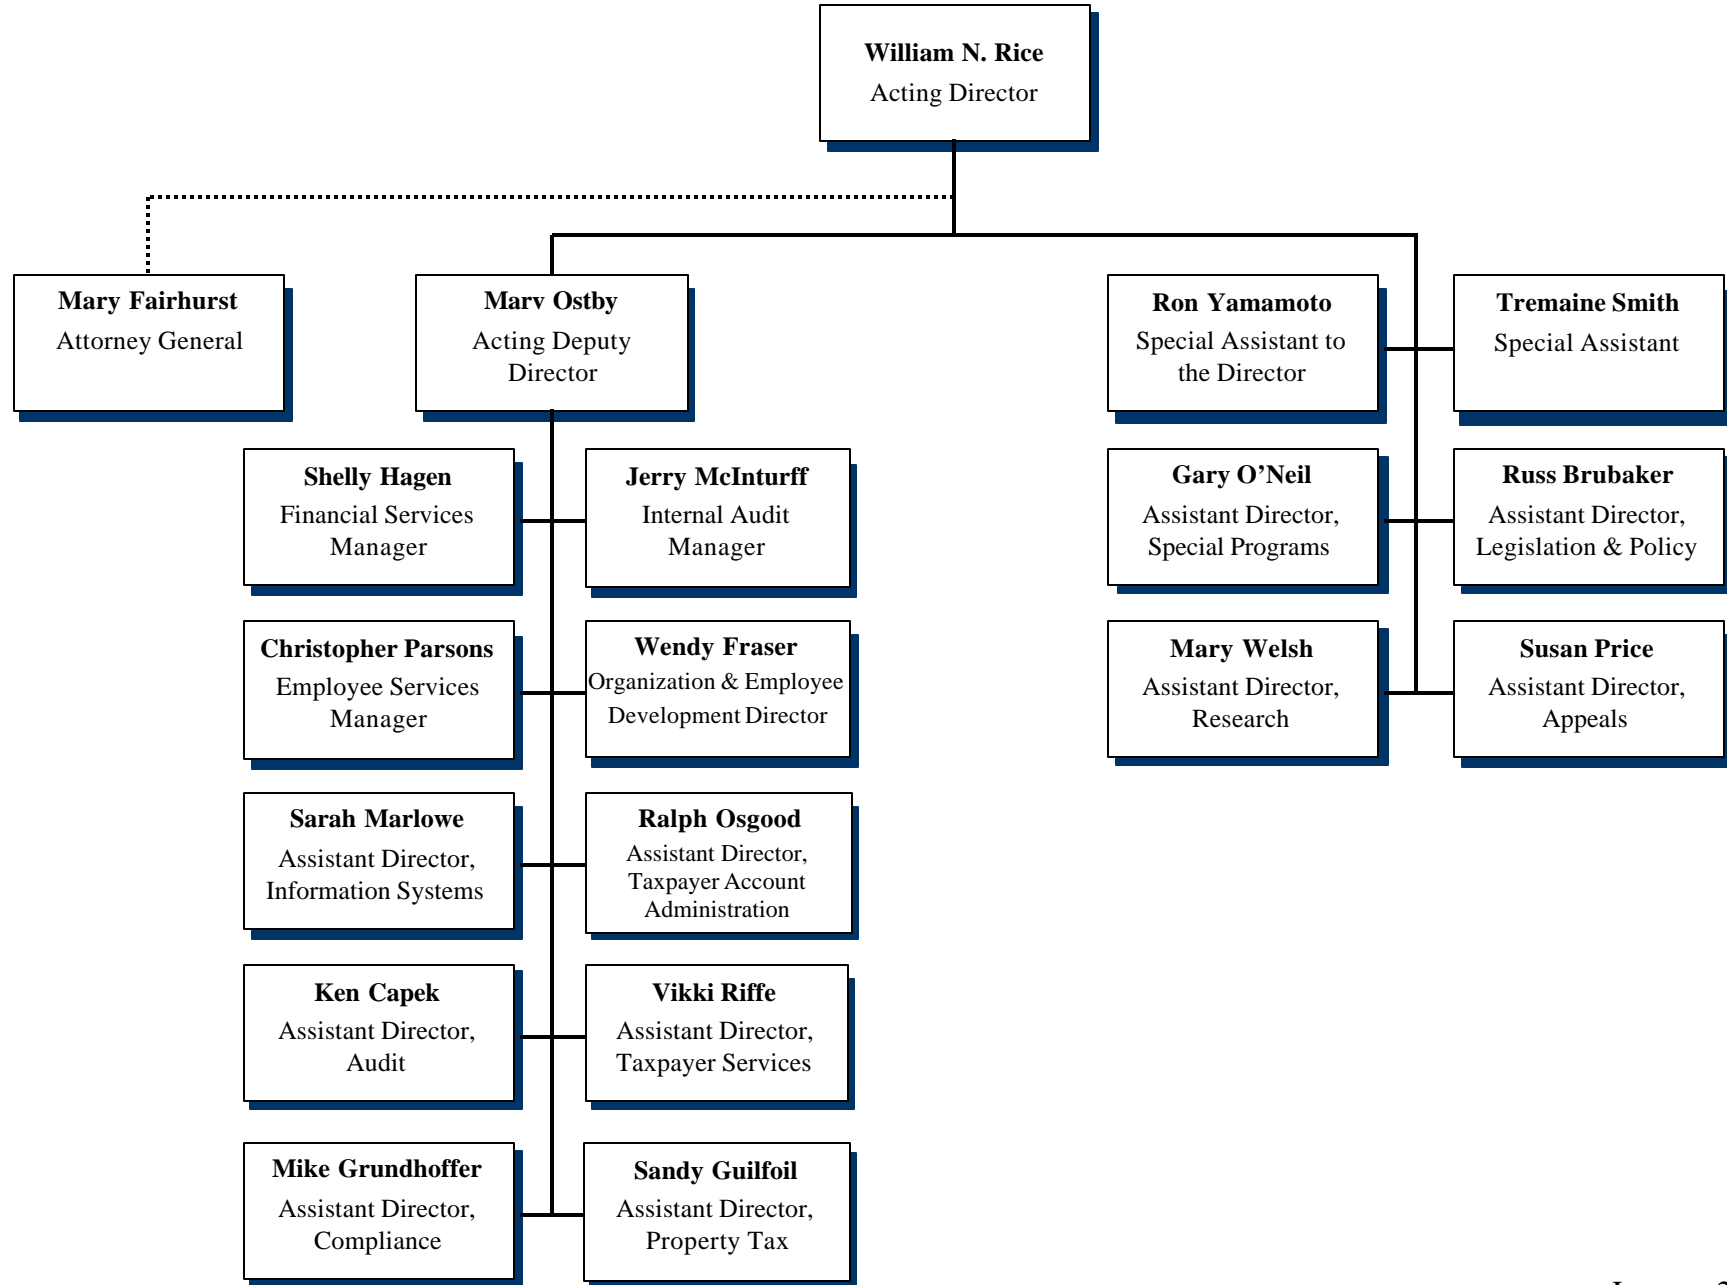 William N. Rice
Acting Director
Mary Fairhurst
Attorney General
Marv Ostby
Acting Deputy
Director
Ron Yamamoto
Special Assistant to
the Director
Tremaine Smith
Special Assistant
Shelly Hagen
Financial Services
Manager
Jerry McInturff
Internal Audit
Manager
Gary O’Neil
Assistant Director,
Special Programs
Russ Brubaker
Assistant Director,
Legislation & Policy
Christopher Parsons
Employee Services
Manager
Wendy Fraser
Organization & Employee
Development Director
Mary Welsh
Assistant Director,
Research
Susan Price
Assistant Director,
Appeals
Sarah Marlowe
Assistant Director,
Information Systems
Ralph Osgood
Assistant Director,
Taxpayer Account
Administration
Ken Capek
Assistant Director,
Audit
Vikki Riffe
Assistant Director,
Taxpayer Services
Mike Grundhoffer
Assistant Director,
Compliance
Sandy Guilfoil
Assistant Director,
Property Tax